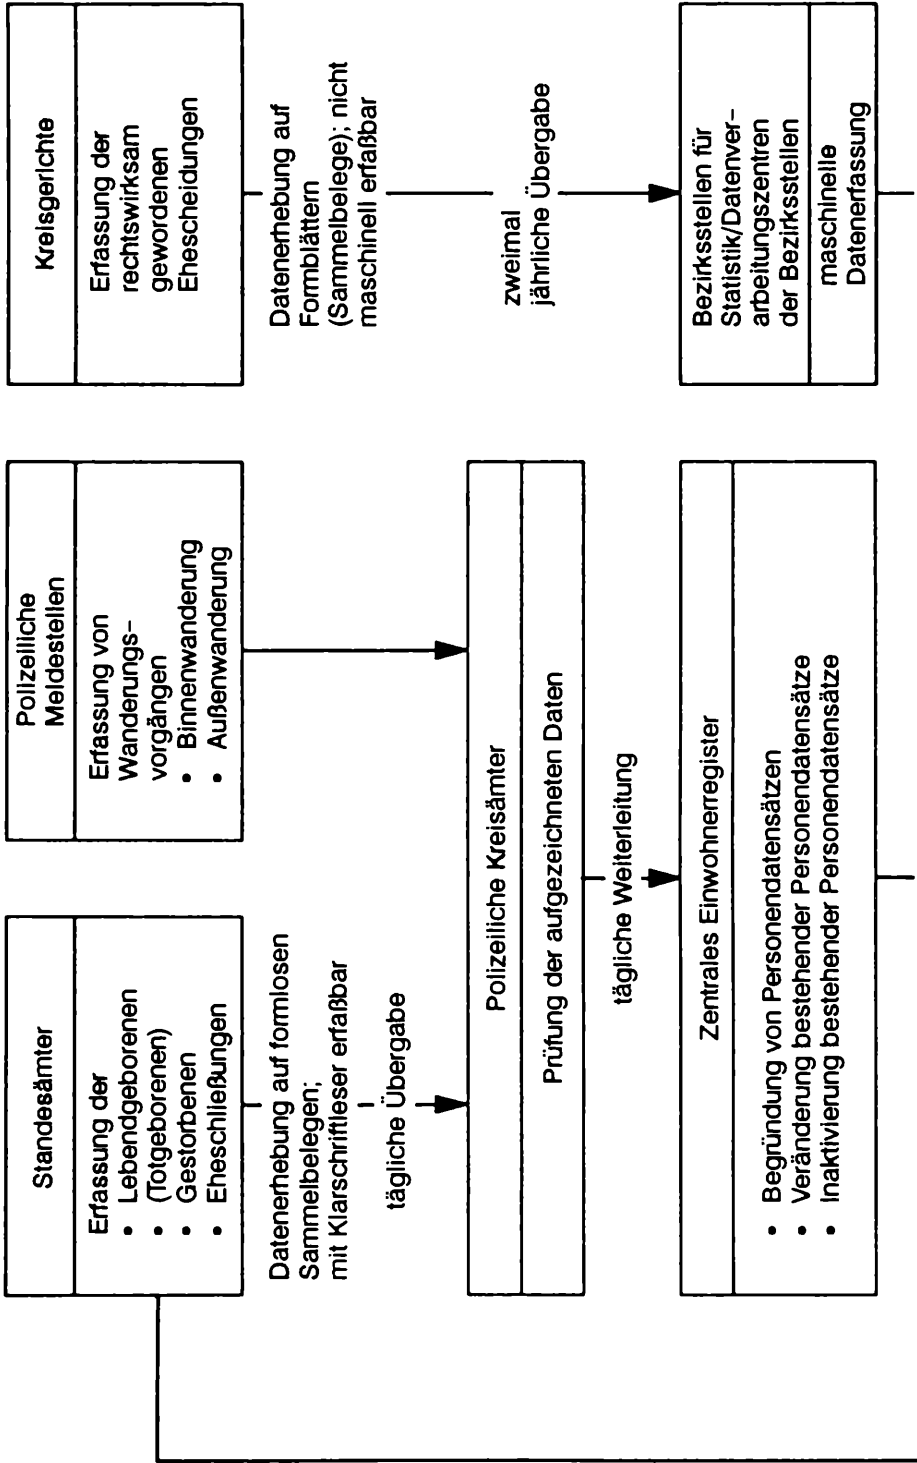 Standesämter
Erfassung der
• Lebendgeborenen
• (Totgeborenen)
• Gestorbenen
• Eheschließungen
Datenerhebung auf formlosen
Sammelbelegen;
mit Klarschriftleser erfaßbar
tägliche Übergabe
Polizeiliche
Meldestellen
Erfassung von
Wanderungs-
vorgängen
• Binnenwanderung
• Außenwanderung
Kreisgerichte
Erfassung der
rechtswirksam
gewordenen
Ehescheidungen
Datenerhebung auf
Formblättern
(Sammelbelege); nicht
maschinell erfaßbar
zweimal
jährliche Übergabe
Polizeiliche Kreisämter
Prüfung der aufgezeichneten Daten
tägliche Weiterleitung
Zentrales Einwohnerregister
• Begründung von Personendatensätzen
• Veränderung bestehender Personendatensätze
• Inaktivierung bestehender Personendatensätze
Bezirksstellen für
Statistik/Datenver-
arbeitungszentren
der Bezirksstellen
maschinelle
Datenerfassung